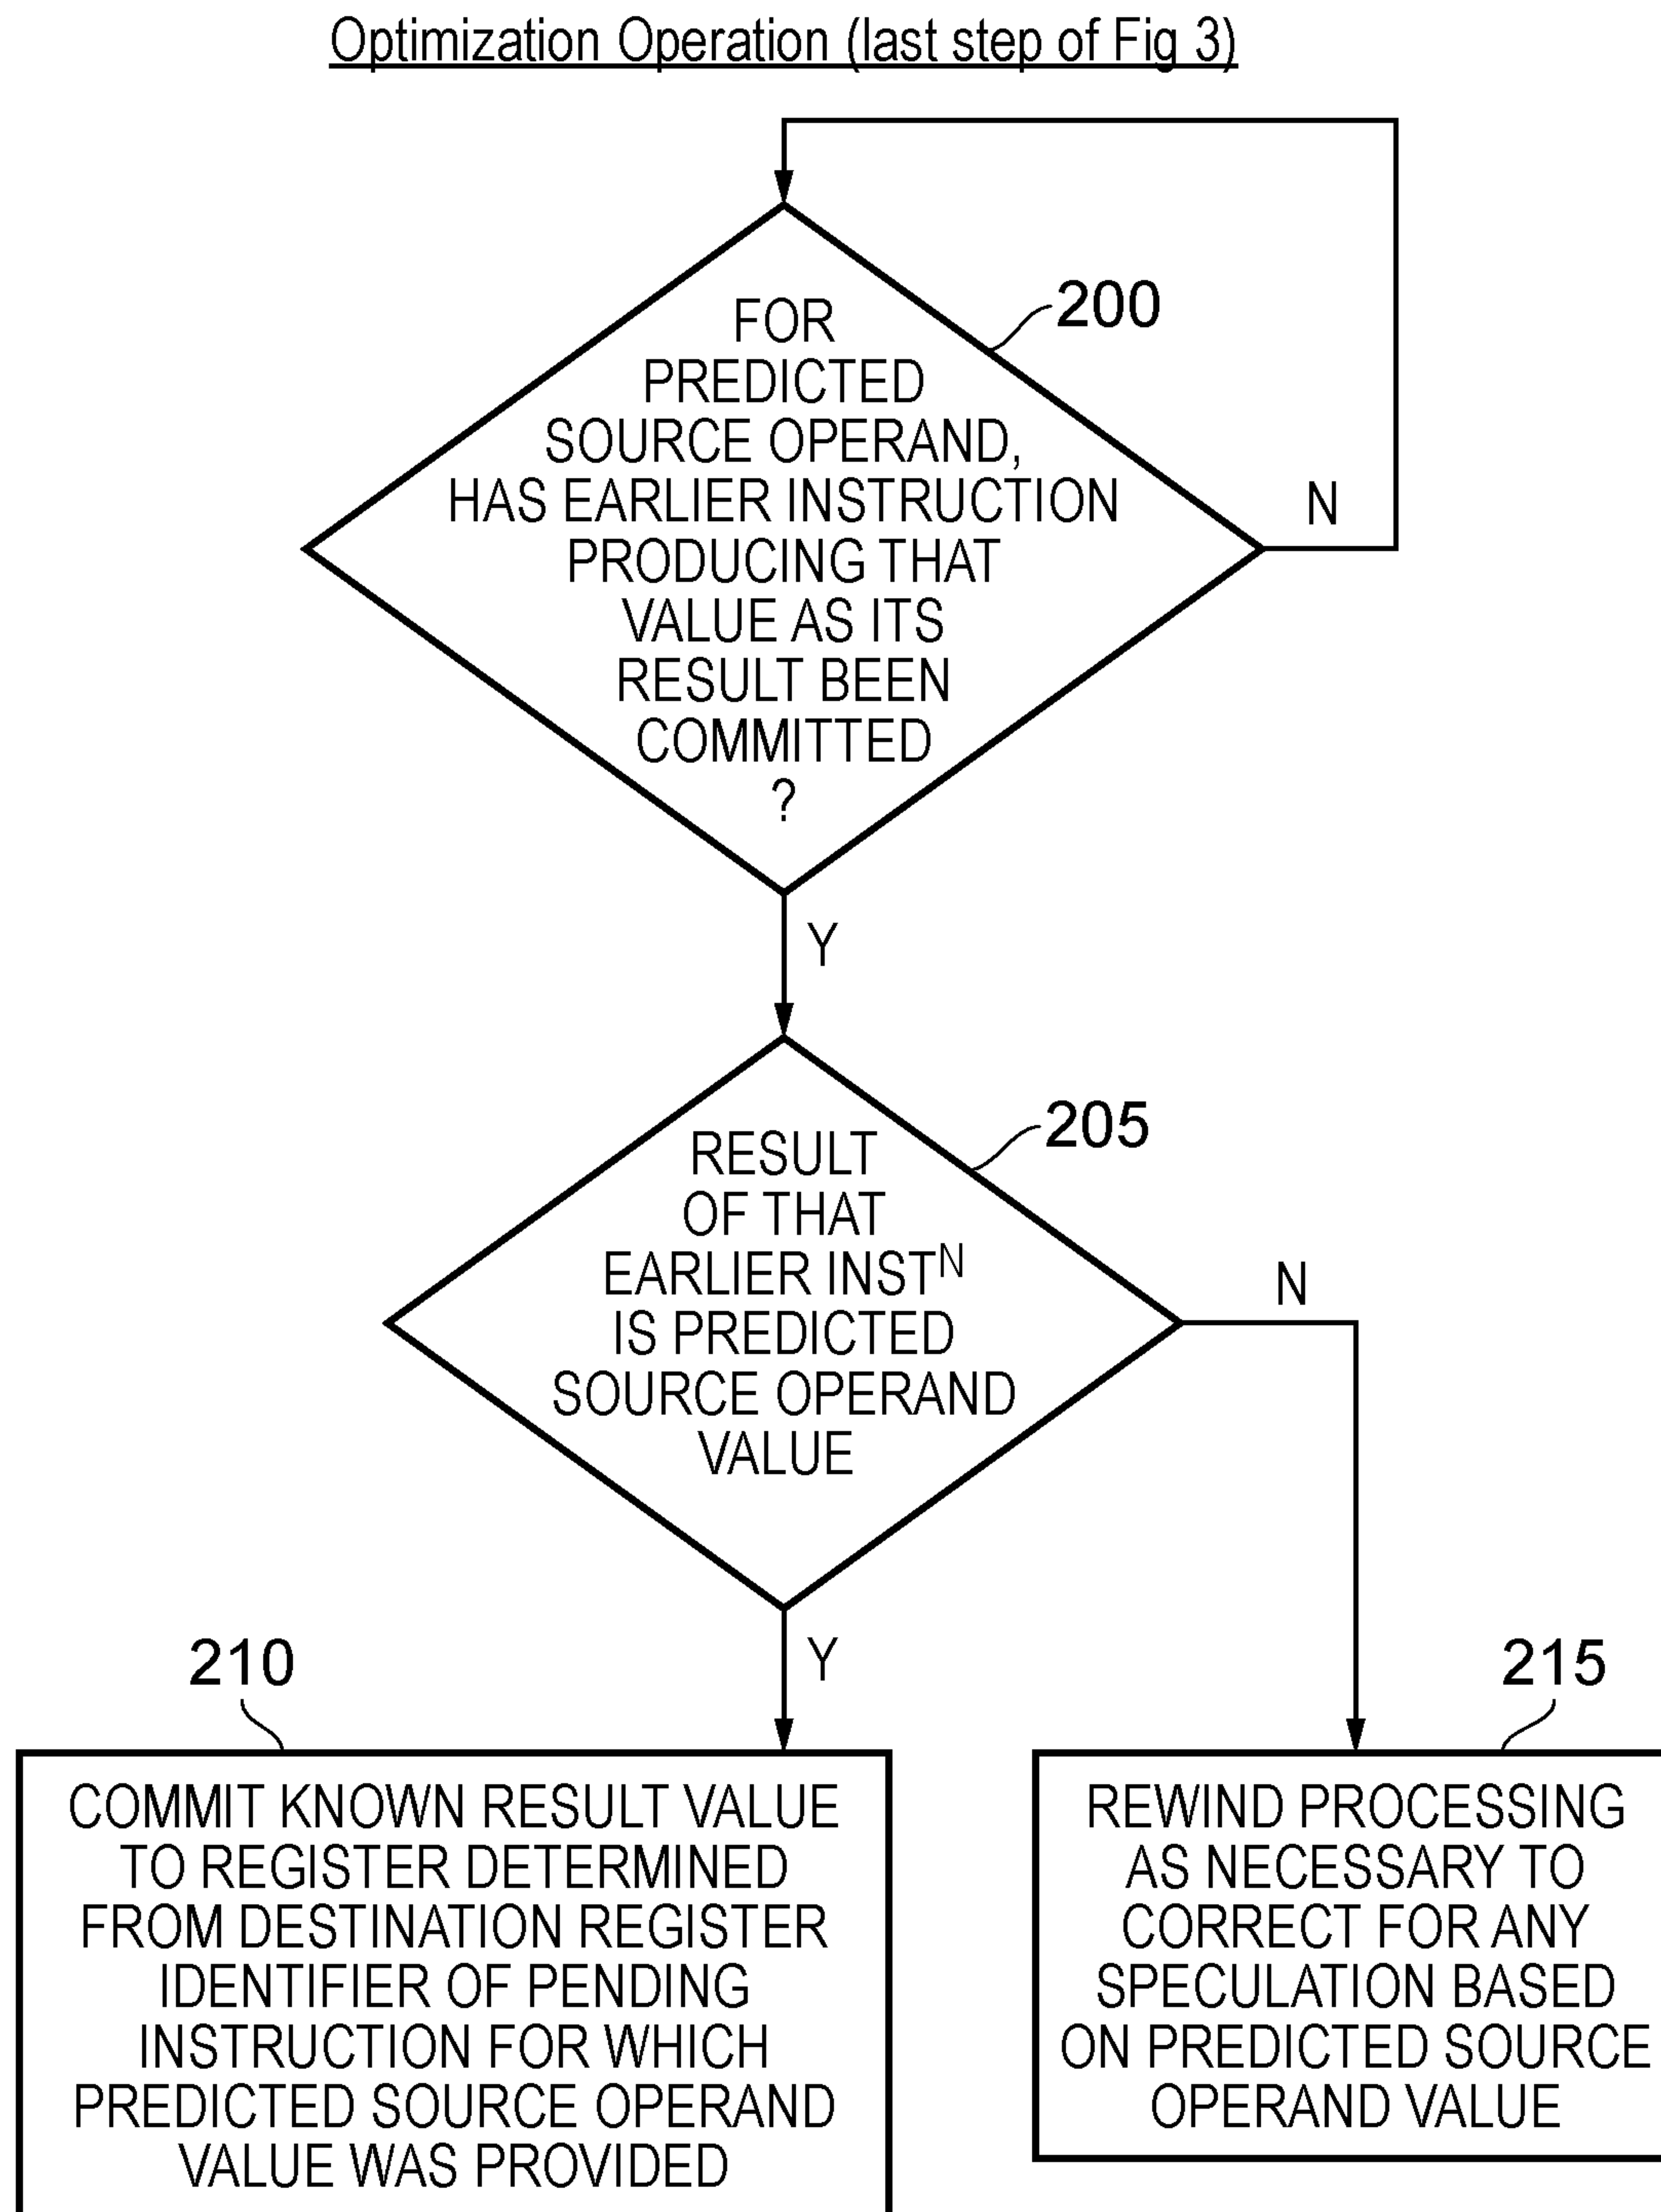 Optimization Operation (last step of Fig 3)
FOR
PREDICTED
SOURCE OPERAND,
HAS EARLIER INSTRUCTION
PRODUCING THAT
VALUE AS ITS
RESULT BEEN
COMMITTED
?
200
N
Y
RESULT
OF THAT
EARLIER INSTᴺ
IS PREDICTED
SOURCE OPERAND
VALUE
205
N
Y
210
COMMIT KNOWN RESULT VALUE
TO REGISTER DETERMINED
FROM DESTINATION REGISTER
IDENTIFIER OF PENDING
INSTRUCTION FOR WHICH
PREDICTED SOURCE OPERAND
VALUE WAS PROVIDED
215
REWIND PROCESSING
AS NECESSARY TO
CORRECT FOR ANY
SPECULATION BASED
ON PREDICTED SOURCE
OPERAND VALUE